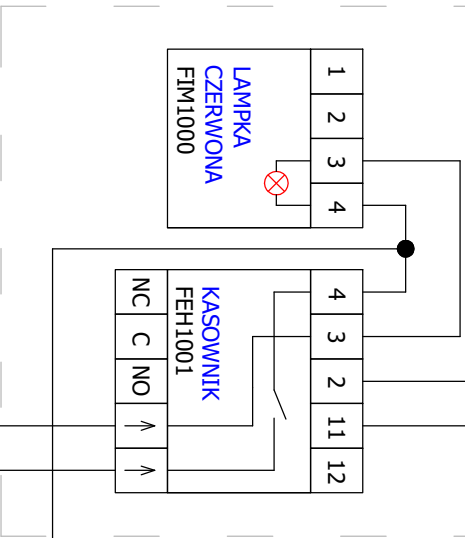 LAMPKA
CZERWONA
FIM1000
1
2
3
4
KASOWNIK
FEH1001
4
3
2
11
12
NC
C
NO